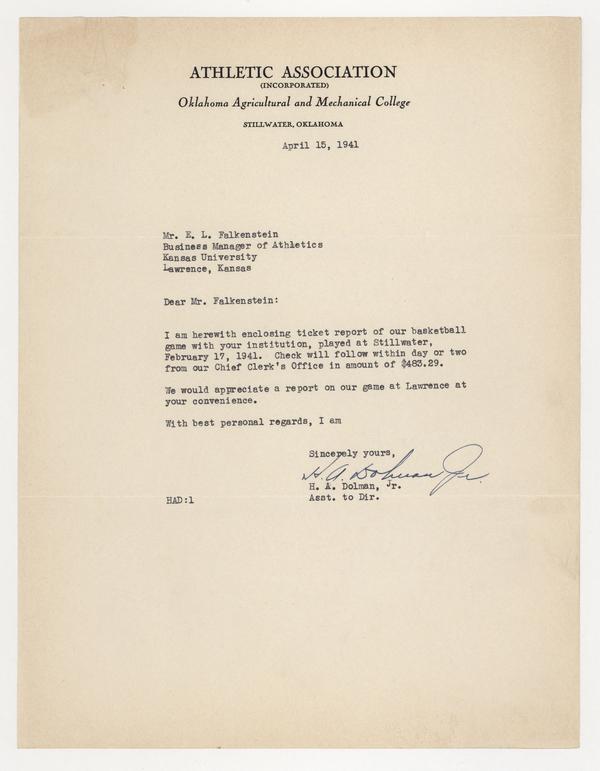 ATHLETIC ASSOCIATION
(INCORPORATED)
Oklahoma Agricultural and Mechanical College
STILLWATER, OKLAHOMA
April 15, 1941
Mr. E. L. Falkenstein
Business Manager of Athletics
Kansas University
Lawrence, Kansas
Dear Mr. Falkenstein:
I am herewith enclosing ticket report of our basketball
game with your institution, played at Stillwater,
February 17, 1941. Check will follow within day or two
from our Chief Clerk's Office in amount of $483.29.
We would appreciate a report on our game at Lawrence at
your convenience.
With best personal regards, I am
Sincerely yours,
H. A. Dolman Jr.
H. A. Dolman, Jr.
Asst. to Dir.
HAD:l